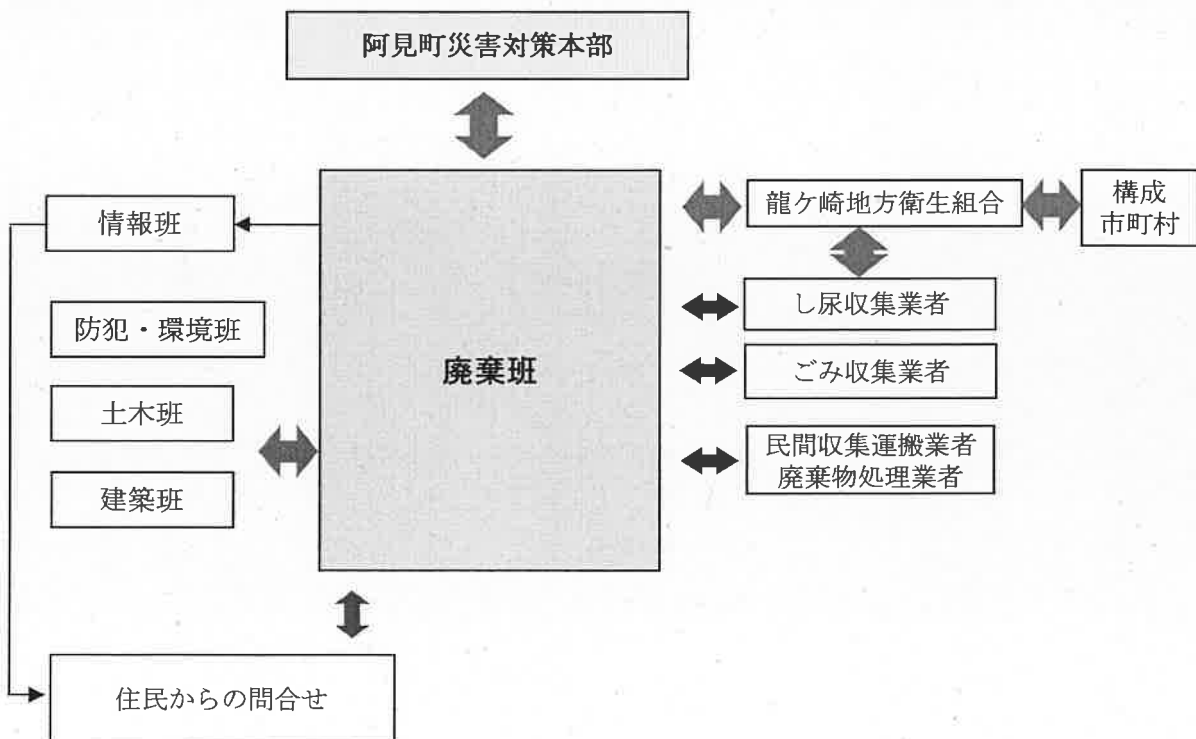 阿見町災害対策本部
情報班
防犯・環境班
土木班
建築班
廃棄班
龍ケ崎地方衛生組合
構成
市町村
し尿収集業者
ごみ収集業者
民間収集運搬業者
廃棄物処理業者
住民からの問合せ